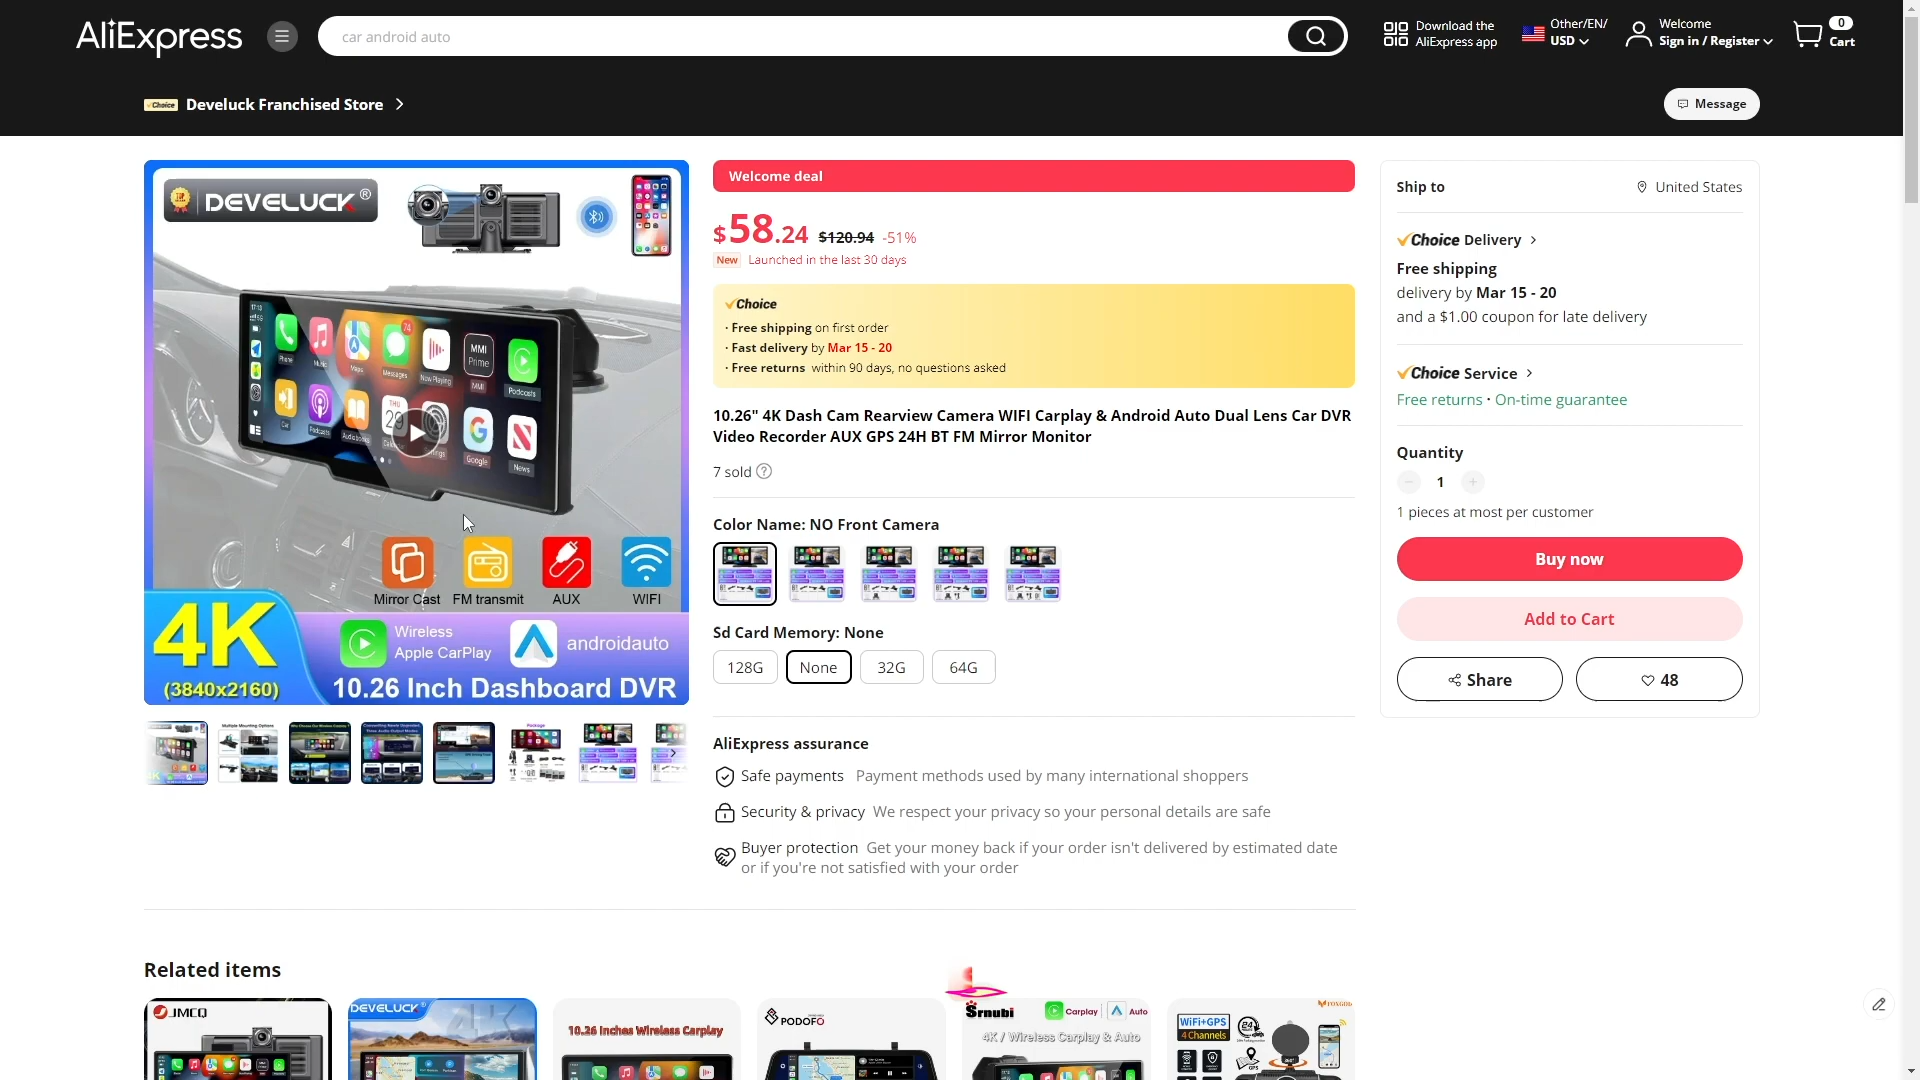 AliExpress
car android auto
Download the
AliExpress app
Other/EN/
USD
Welcome
Sign in / Register
0
Cart
Choice
Develuck Franchised Store
Message
DEVELUCK®
4K
(3840x2160)
Mirror Cast
FM transmit
AUX
WIFI
Wireless
Apple CarPlay
androidauto
10.26 Inch Dashboard DVR
Welcome deal
$58.24 $120.94 -51%
New Launched in the last 30 days
Choice
· Free shipping on first order
· Fast delivery by Mar 15 - 20
· Free returns within 90 days, no questions asked
10.26" 4K Dash Cam Rearview Camera WIFI Carplay & Android Auto Dual Lens Car DVR
Video Recorder AUX GPS 24H BT FM Mirror Monitor
7 sold
Color Name: NO Front Camera
Sd Card Memory: None
128G
None
32G
64G
AliExpress assurance
Safe payments Payment methods used by many international shoppers
Security & privacy We respect your privacy so your personal details are safe
Buyer protection Get your money back if your order isn't delivered by estimated date
or if you're not satisfied with your order
Ship to
United States
Choice Delivery
Free shipping
delivery by Mar 15 - 20
and a $1.00 coupon for late delivery
Choice Service
Free returns · On-time guarantee
Quantity
1
1 pieces at most per customer
Buy now
Add to Cart
Share
48
Related items
JMCQ
DEVELUCK
10.26 Inches Wireless Carplay
PODOFO
Srnubi
Carplay
Auto
4K / Wireless Carplay & Auto
WiFi+GPS
4 Channels